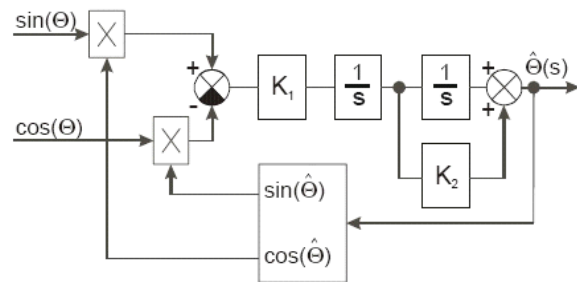 sin(Θ)
X
+
-
K₁
1
s
1
s
+
+
Θ̂(s)
cos(Θ)
X
K₂
sin(Θ̂)
cos(Θ̂)